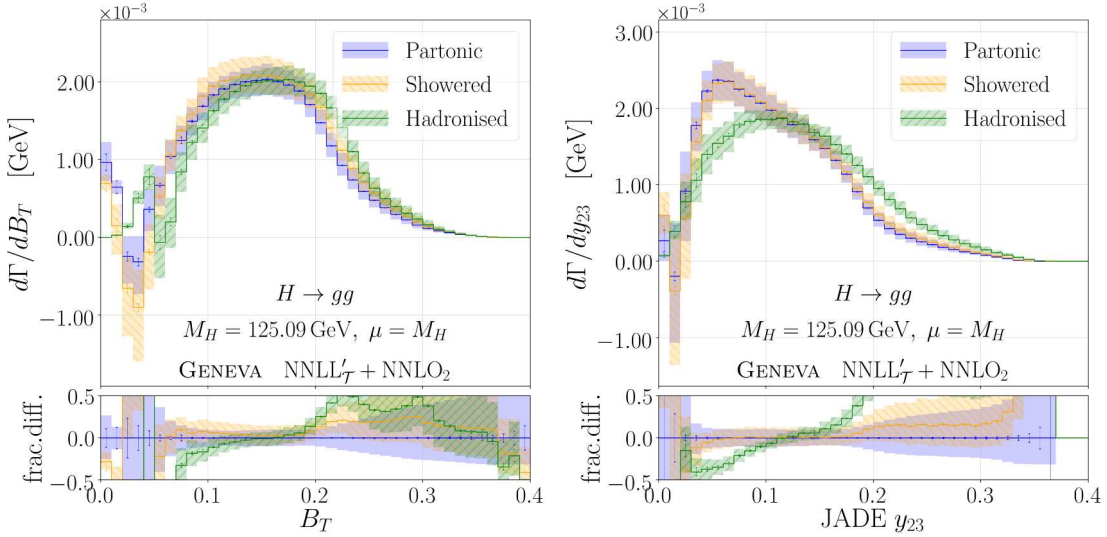 ×10⁻³
2.00
1.00
0.00
−1.00
dΓ/dB_T [GeV]
Partonic
Showered
Hadronised
H → gg
M_H = 125.09 GeV, μ = M_H
GENEVA NNLL′_𝒯 + NNLO₂
0.5
0.0
−0.5
frac.diff.
0.0 0.1 0.2 0.3 0.4
B_T
×10⁻³
3.00
2.00
1.00
0.00
−1.00
dΓ/dy₂₃ [GeV]
Partonic
Showered
Hadronised
H → gg
M_H = 125.09 GeV, μ = M_H
GENEVA NNLL′_𝒯 + NNLO₂
0.5
0.0
−0.5
frac.diff.
0.0 0.1 0.2 0.3 0.4
JADE y₂₃